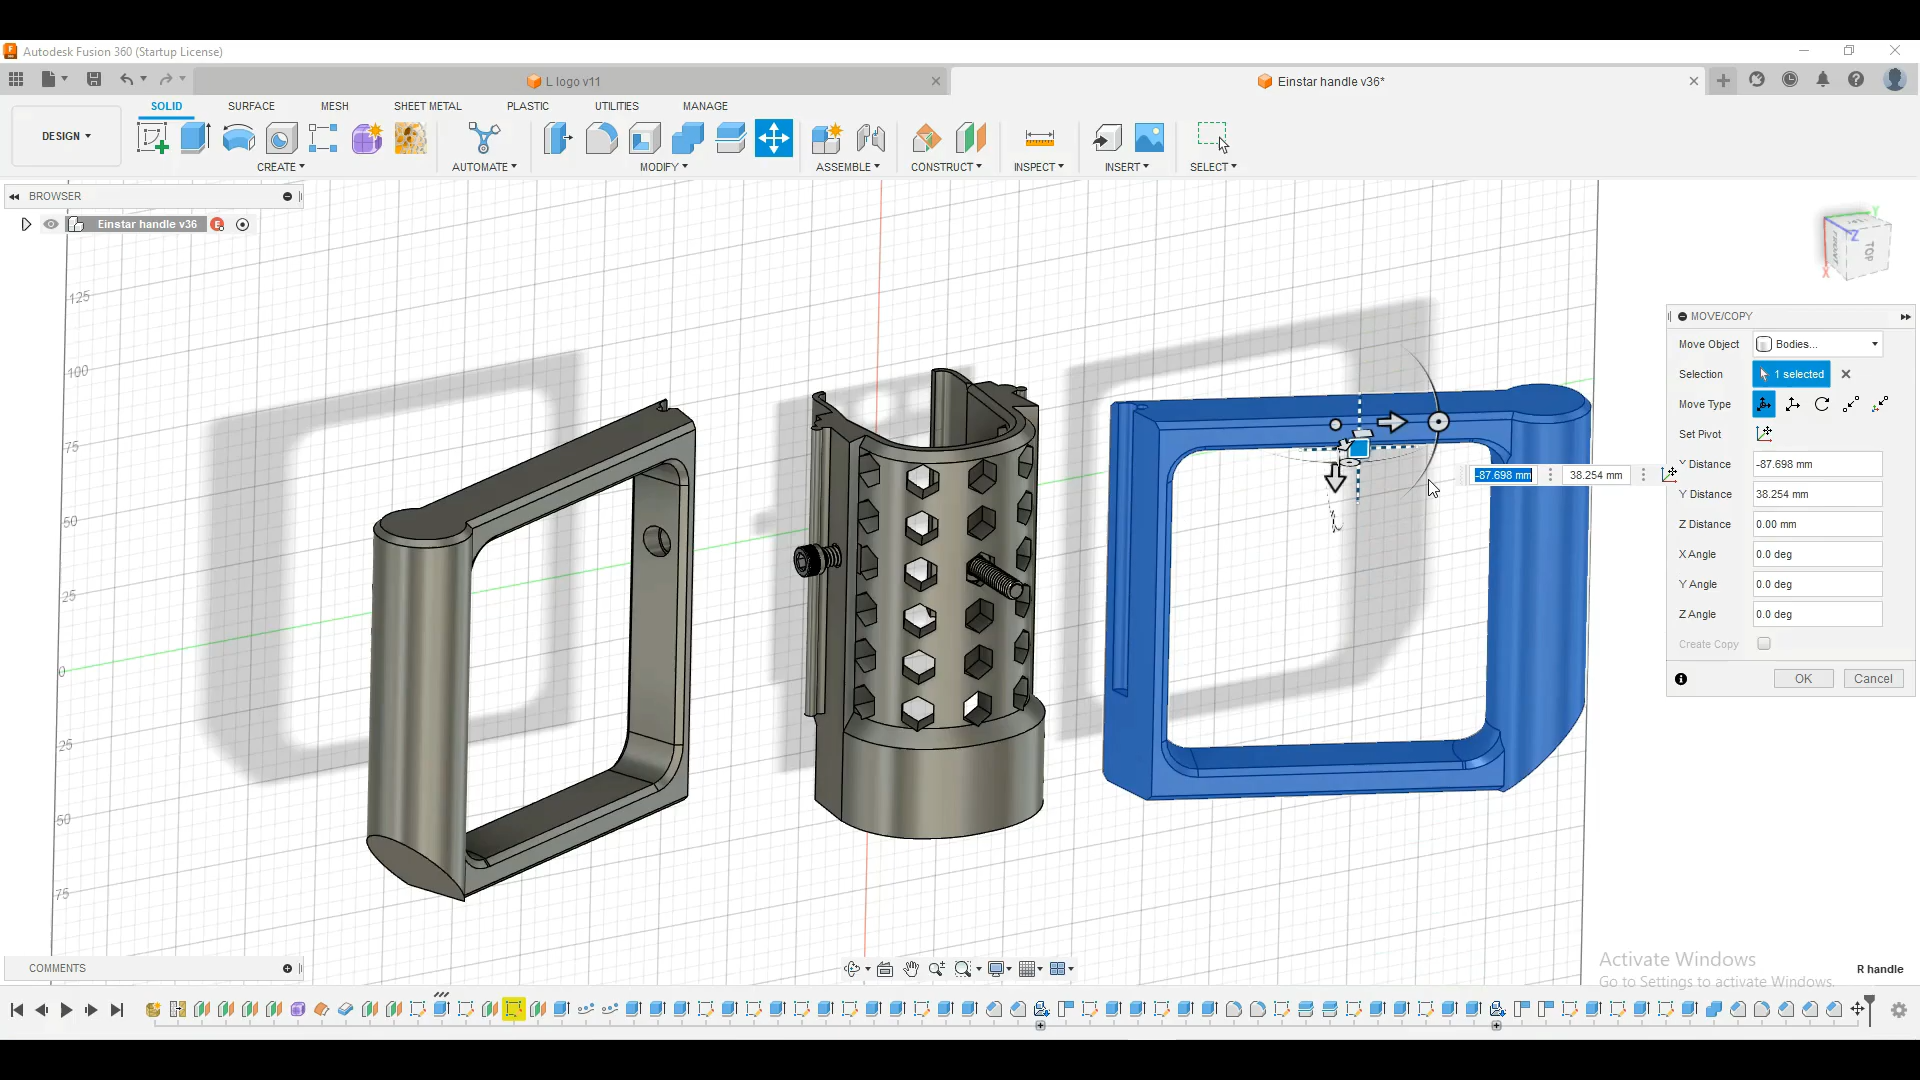 Autodesk Fusion 360 (Startup License)
L logo v11
Einstar handle v36*
SOLID SURFACE MESH SHEET METAL PLASTIC UTILITIES MANAGE
DESIGN
CREATE AUTOMATE MODIFY ASSEMBLE CONSTRUCT INSPECT INSERT SELECT
BROWSER
Einstar handle v36
125
100
75
50
25
0
25
50
75
X
Y
Z
TOP
MOVE/COPY
Move Object Bodies...
Selection 1 selected
Move Type
Set Pivot
Distance -87.698 mm
-87.698 mm 38.254 mm
Y Distance 38.254 mm
Z Distance 0.00 mm
X Angle 0.0 deg
Y Angle 0.0 deg
Z Angle 0.0 deg
Create Copy
OK Cancel
Activate Windows
Go to Settings to activate Windows.
R handle
COMMENTS